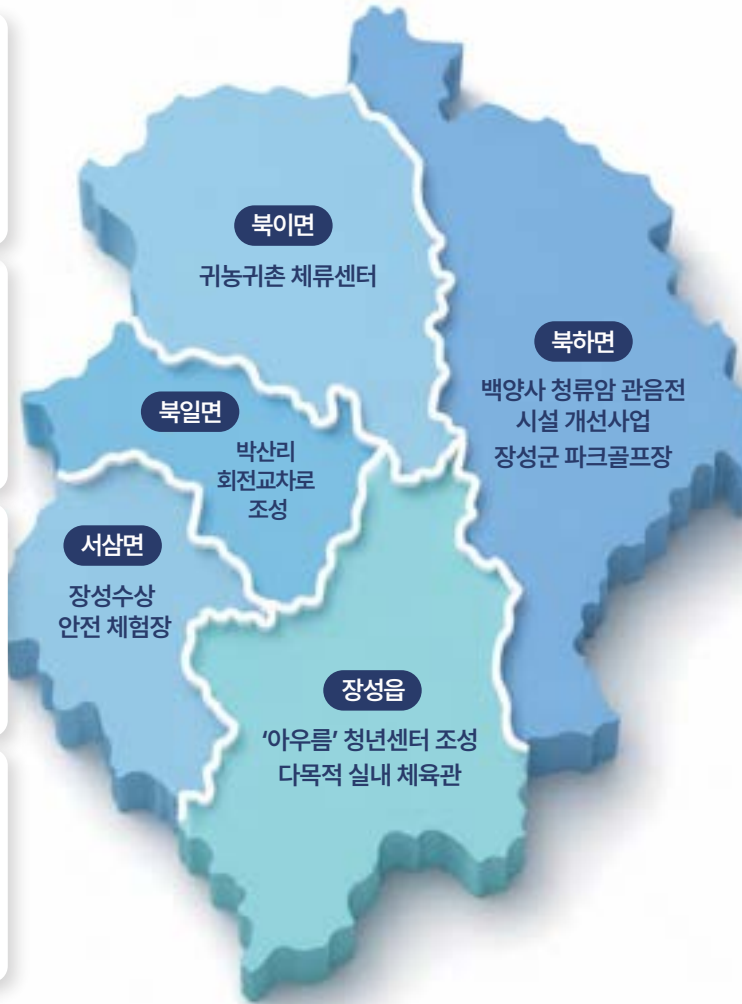 북이면
귀농귀촌 체류센터
북하면
백양사 청류암 관음전
시설 개선사업
장성군 파크골프장
북일면
박산리
회전교차로
조성
서삼면
장성수상
안전 체험장
장성읍
‘아우름’ 청년센터 조성
다목적 실내 체육관